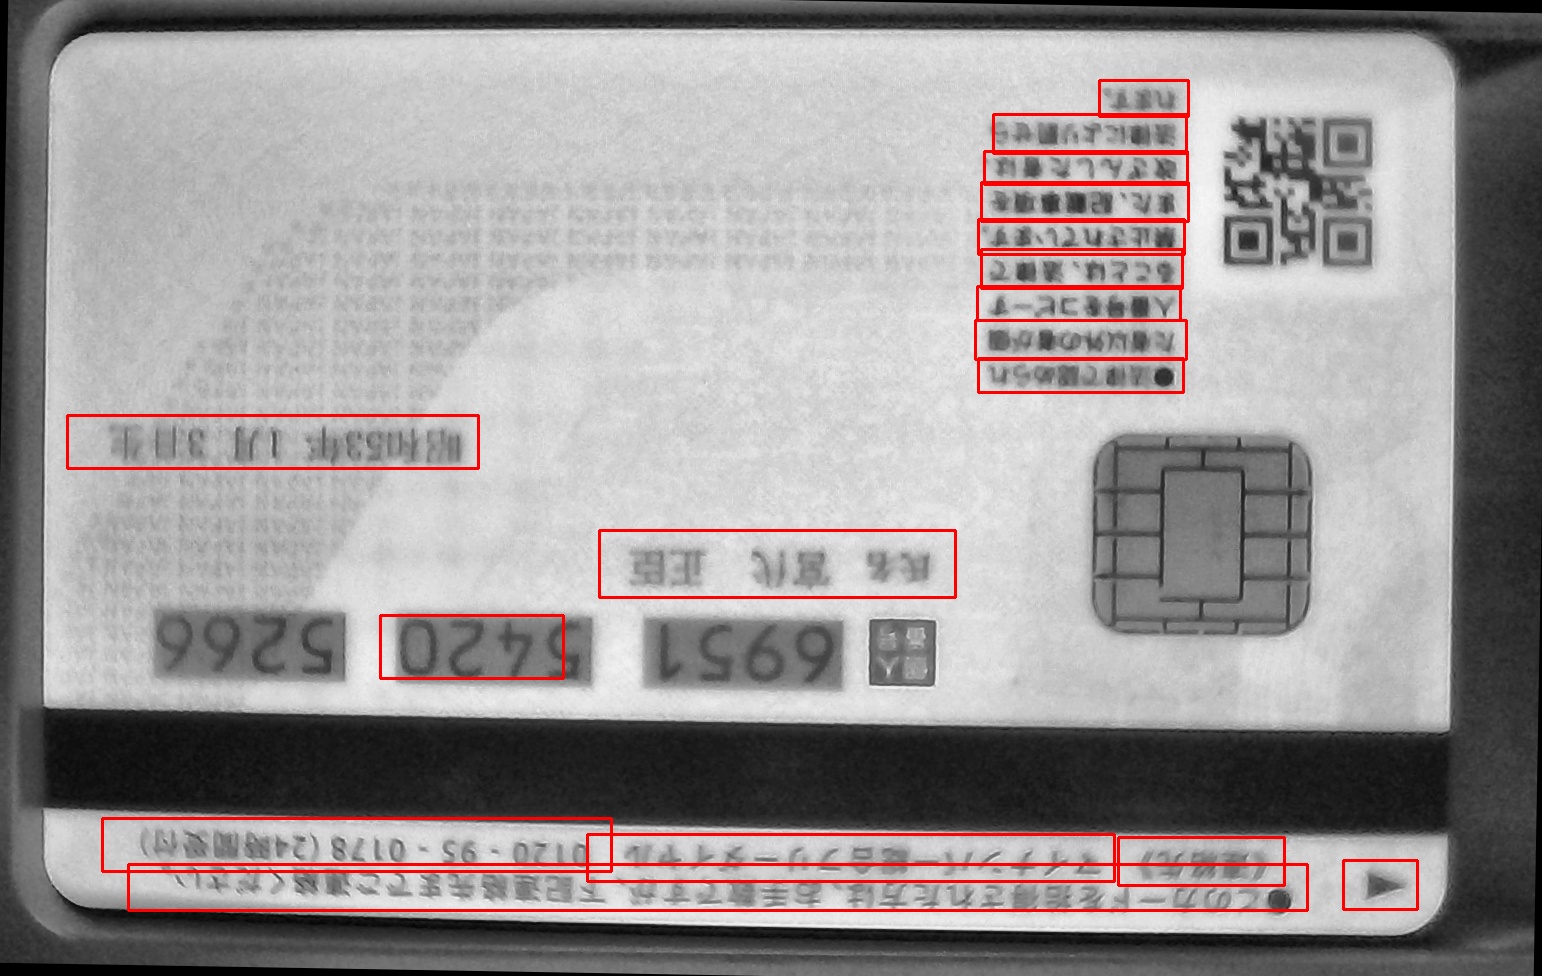 ●このカードを拾得された方は、お手数ですが、下記連絡先までご連絡ください。
《連絡先》 マイナンバー総合フリーダイヤル 0120 - 95 - 0178 (24時間受付)
6951 5420 5266
氏名 宮代 正臣
昭和53年 1月 3日生
●法律で認められ
た者以外の者が個
人番号をコピーす
ることは、法律で
禁止されています。
また、記載事項を
改ざんした者は、
法律により罰せら
れます。